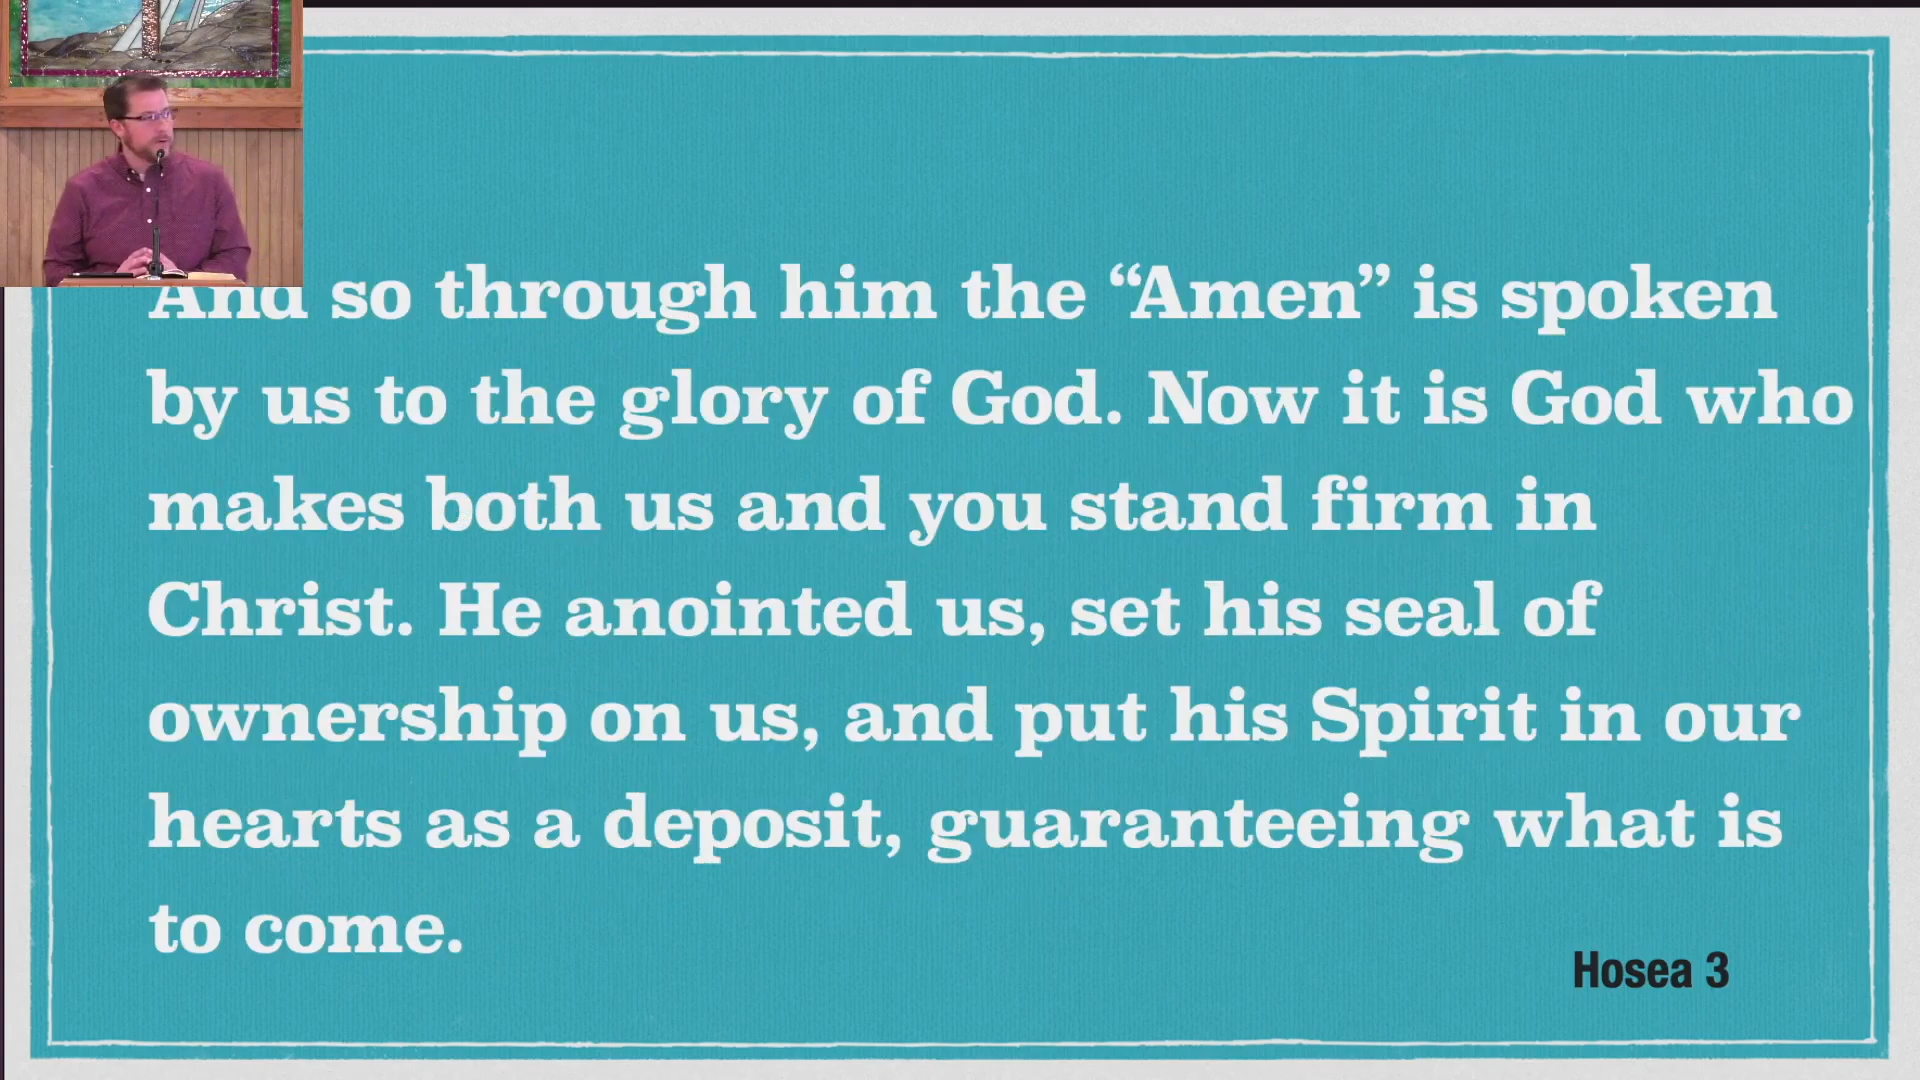 And so through him the “Amen” is spoken
by us to the glory of God. Now it is God who
makes both us and you stand firm in
Christ. He anointed us, set his seal of
ownership on us, and put his Spirit in our
hearts as a deposit, guaranteeing what is
to come.
Hosea 3